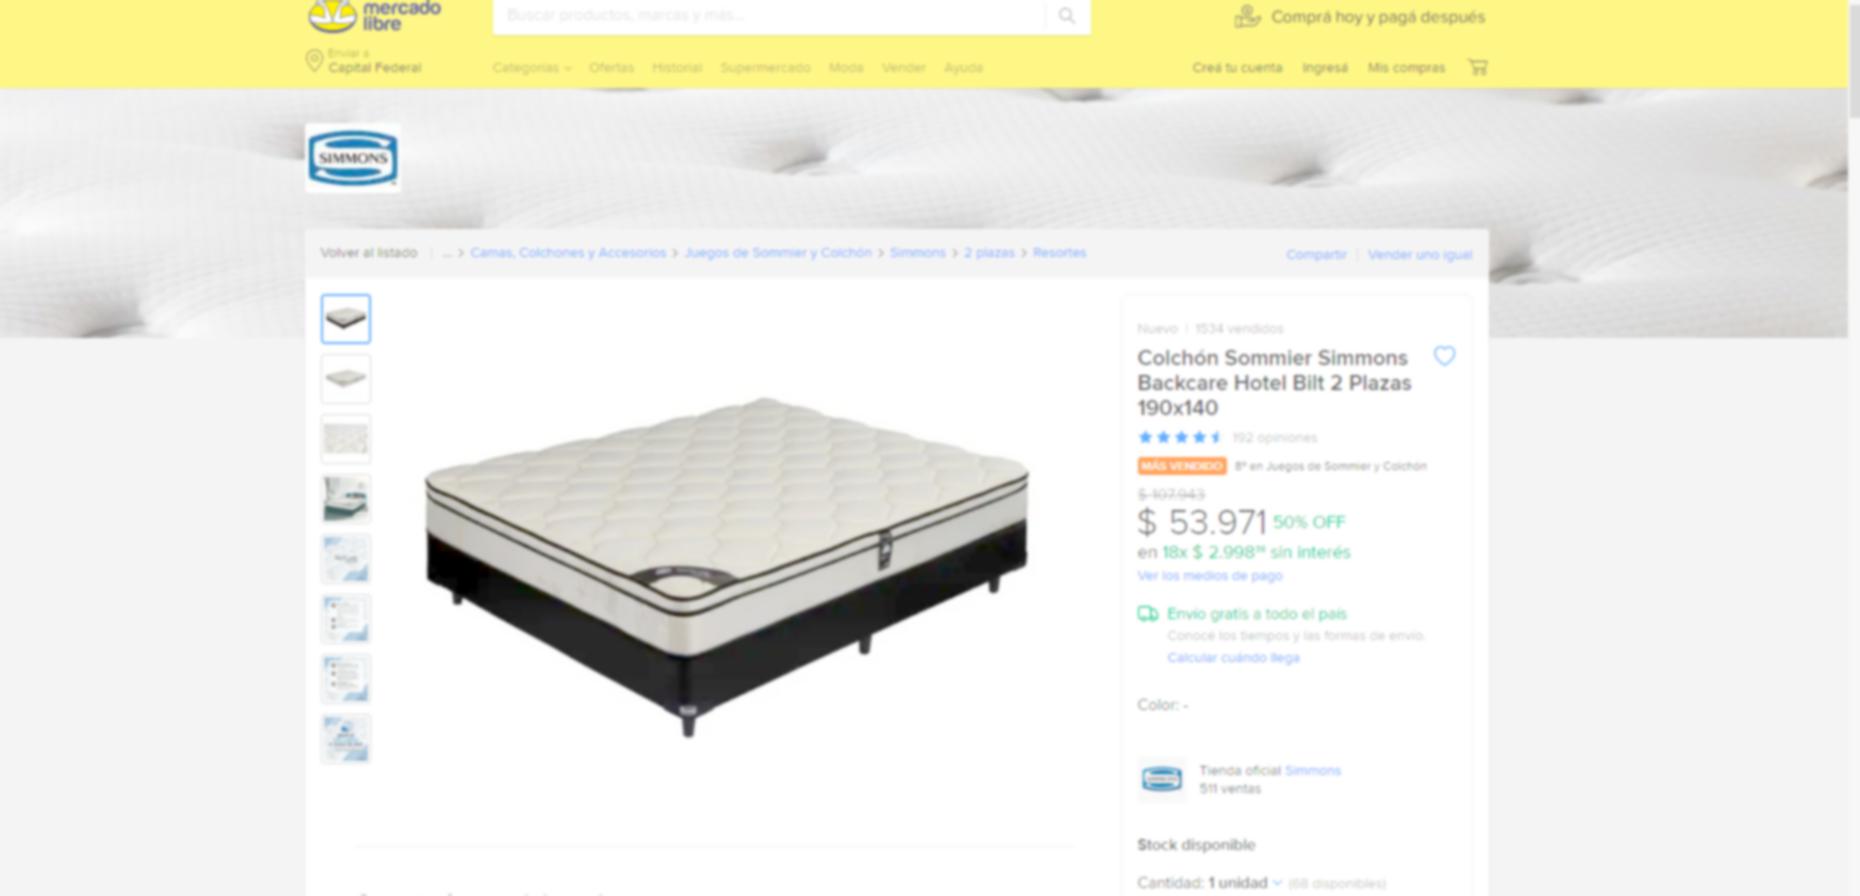 mercado
libre
Buscar productos, marcas y más...
Comprá hoy y pagá después
Enviar a
Capital Federal
Categorías Ofertas Historial Supermercado Moda Vender Ayuda
Creá tu cuenta Ingresá Mis compras
SIMMONS
Volver al listado | ... > Camas, Colchones y Accesorios > Juegos de Sommier y Colchón > Simmons > 2 plazas > Resortes
Compartir | Vender uno igual
Nuevo | 1534 vendidos
Colchón Sommier Simmons
Backcare Hotel Bilt 2 Plazas
190x140
192 opiniones
MÁS VENDIDO 8º en Juegos de Sommier y Colchón
$ 107.943
$ 53.971 50% OFF
en 18x $ 2.998 sin interés
Ver los medios de pago
Envío gratis a todo el país
Conocé los tiempos y las formas de envío.
Calcular cuándo llega
Color: -
Tienda oficial Simmons
511 ventas
Stock disponible
Cantidad: 1 unidad (68 disponibles)